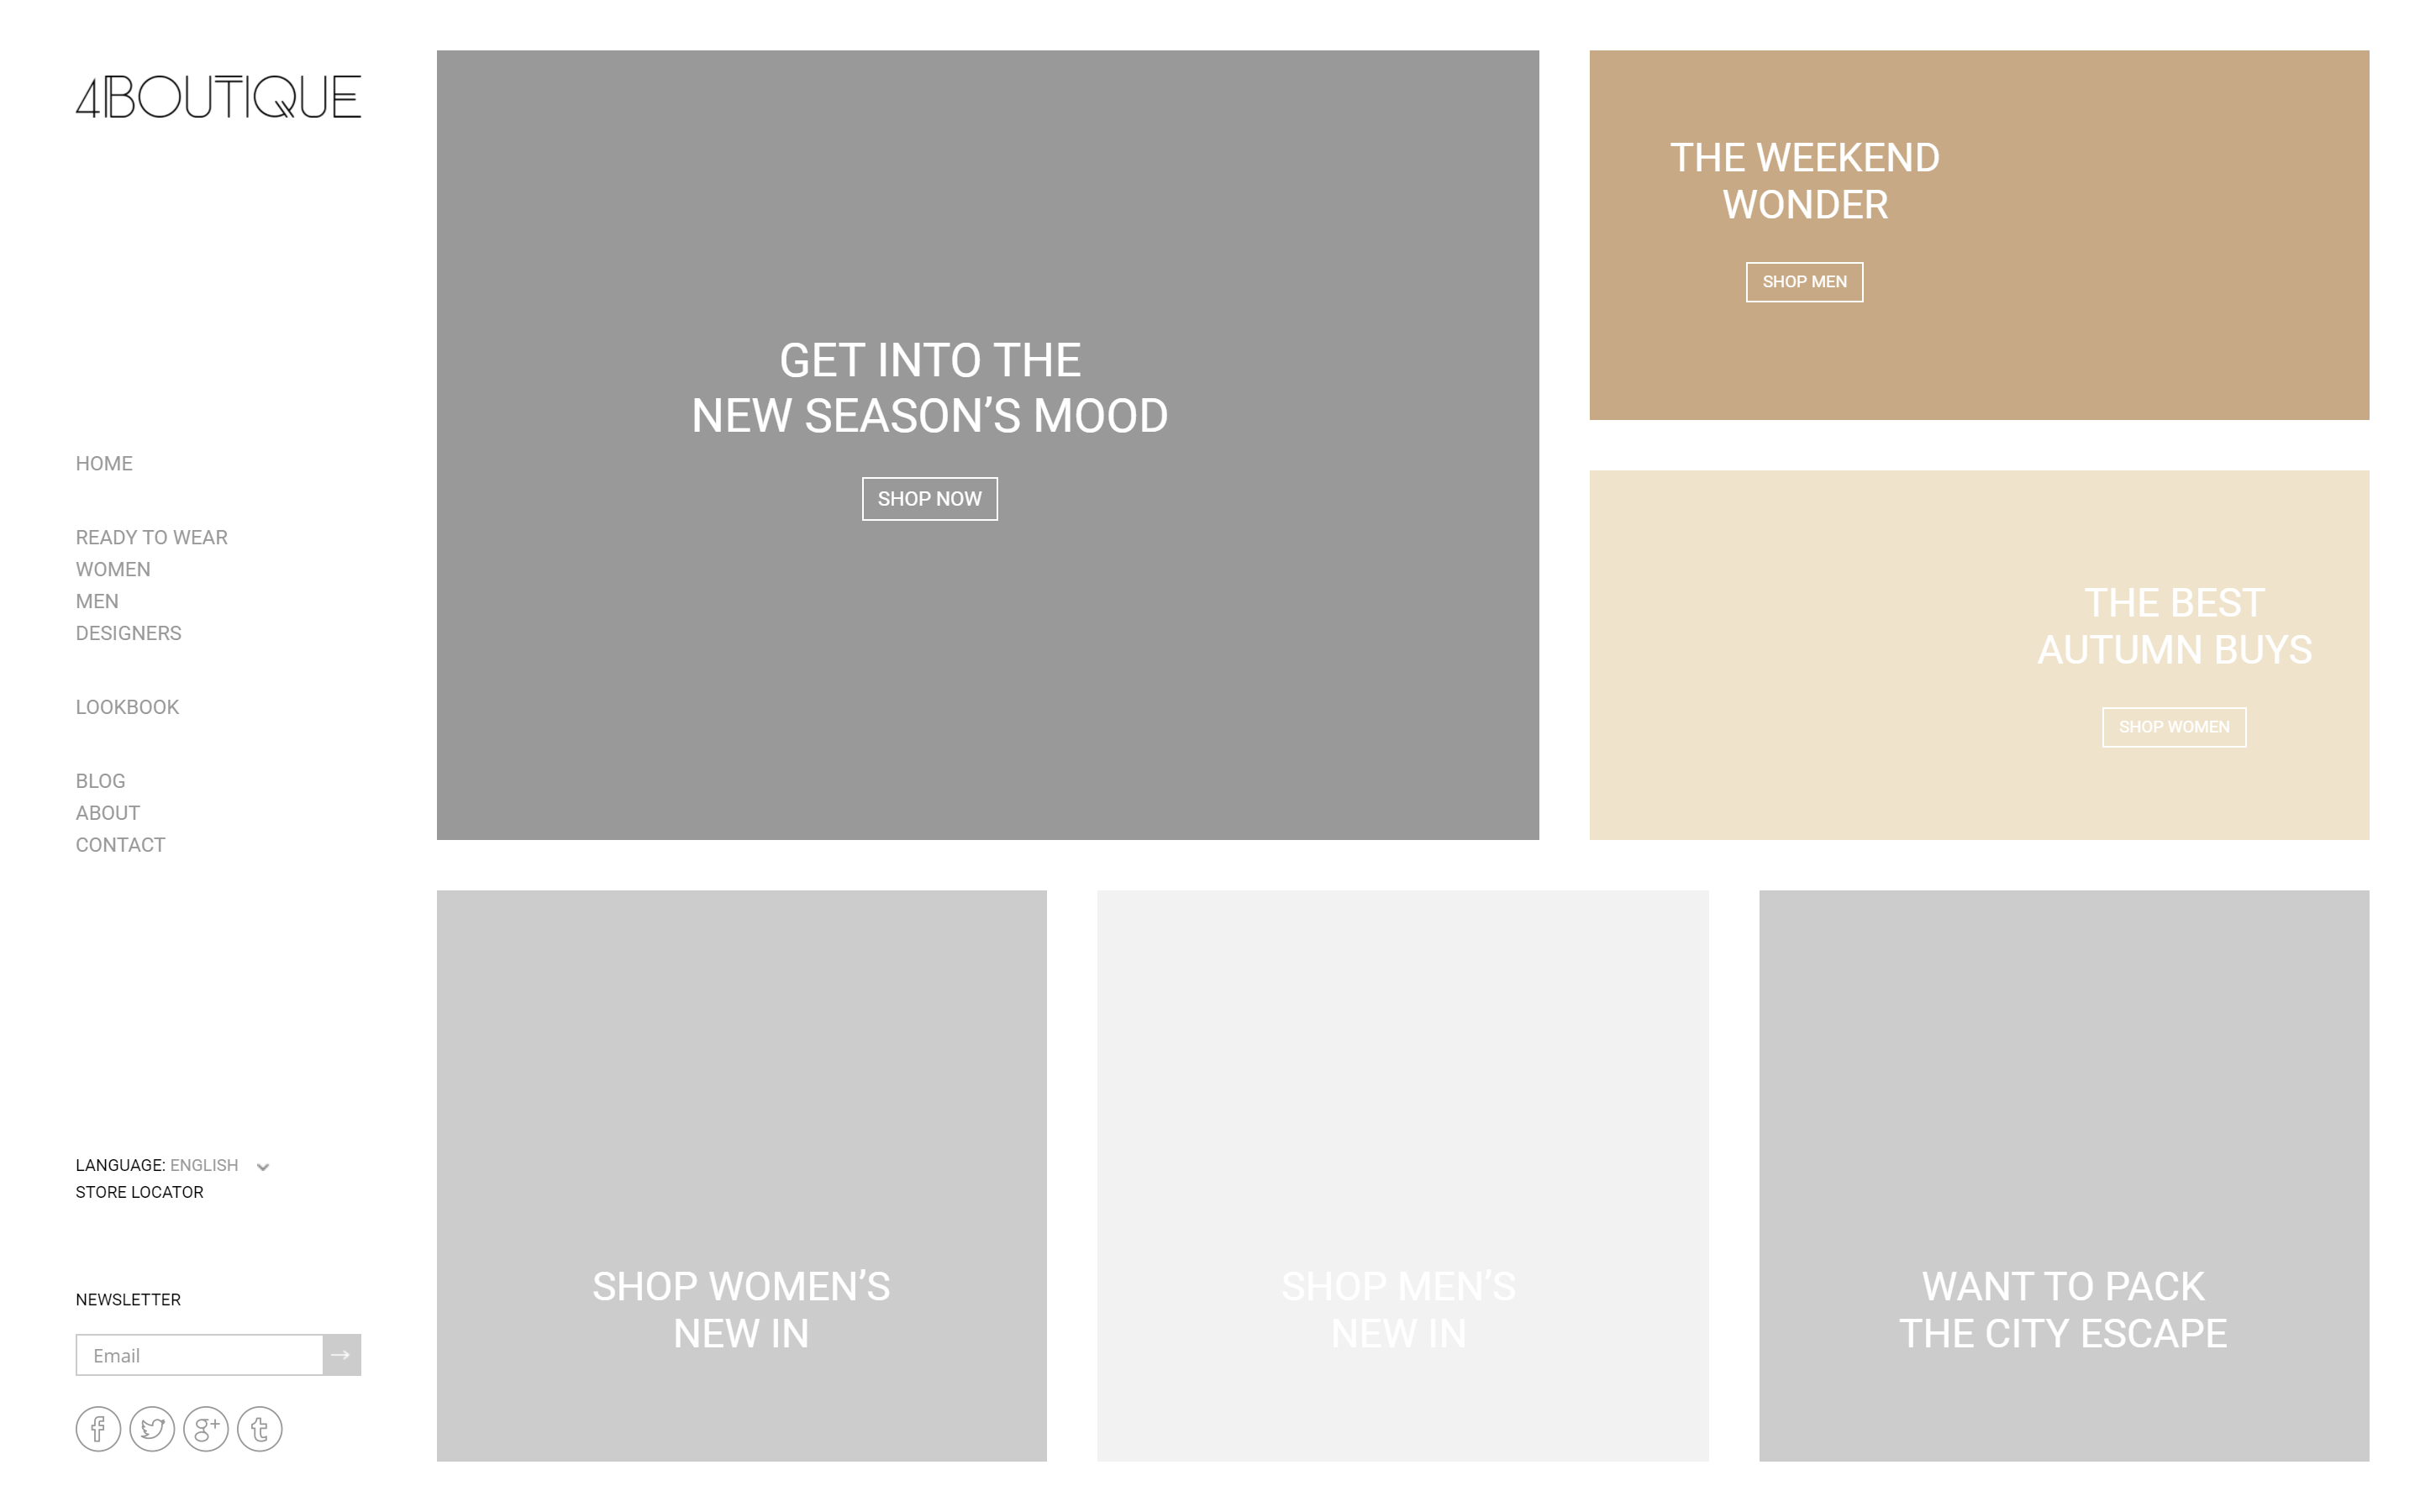 4BOUTIQUE
HOME
READY TO WEAR
WOMEN
MEN
DESIGNERS
LOOKBOOK
BLOG
ABOUT
CONTACT
LANGUAGE: ENGLISH
STORE LOCATOR
NEWSLETTER
Email
GET INTO THE
NEW SEASON’S MOOD
SHOP NOW
THE WEEKEND
WONDER
SHOP MEN
THE BEST
AUTUMN BUYS
SHOP WOMEN
SHOP WOMEN’S
NEW IN
SHOP MEN’S
NEW IN
WANT TO PACK
THE CITY ESCAPE